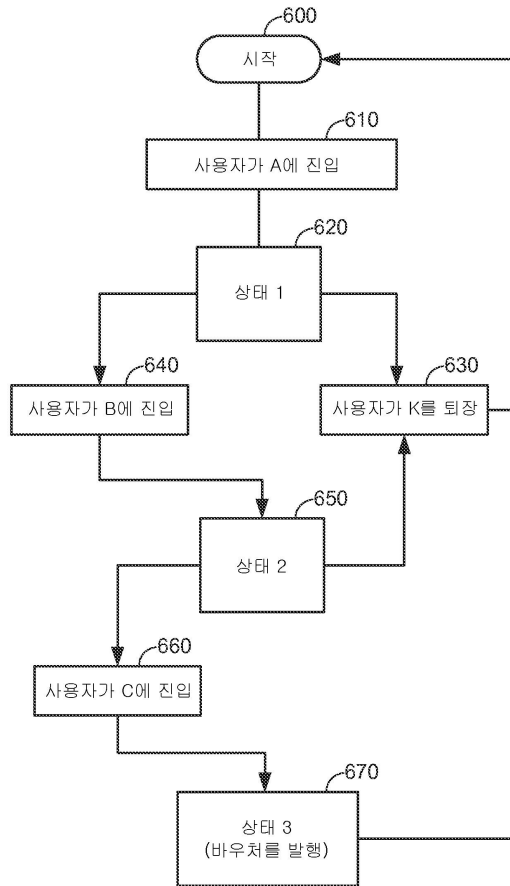 600
시작
610
사용자가 A에 진입
620
상태 1
640
사용자가 B에 진입
630
사용자가 K를 퇴장
650
상태 2
660
사용자가 C에 진입
670
상태 3
(바우처를 발행)